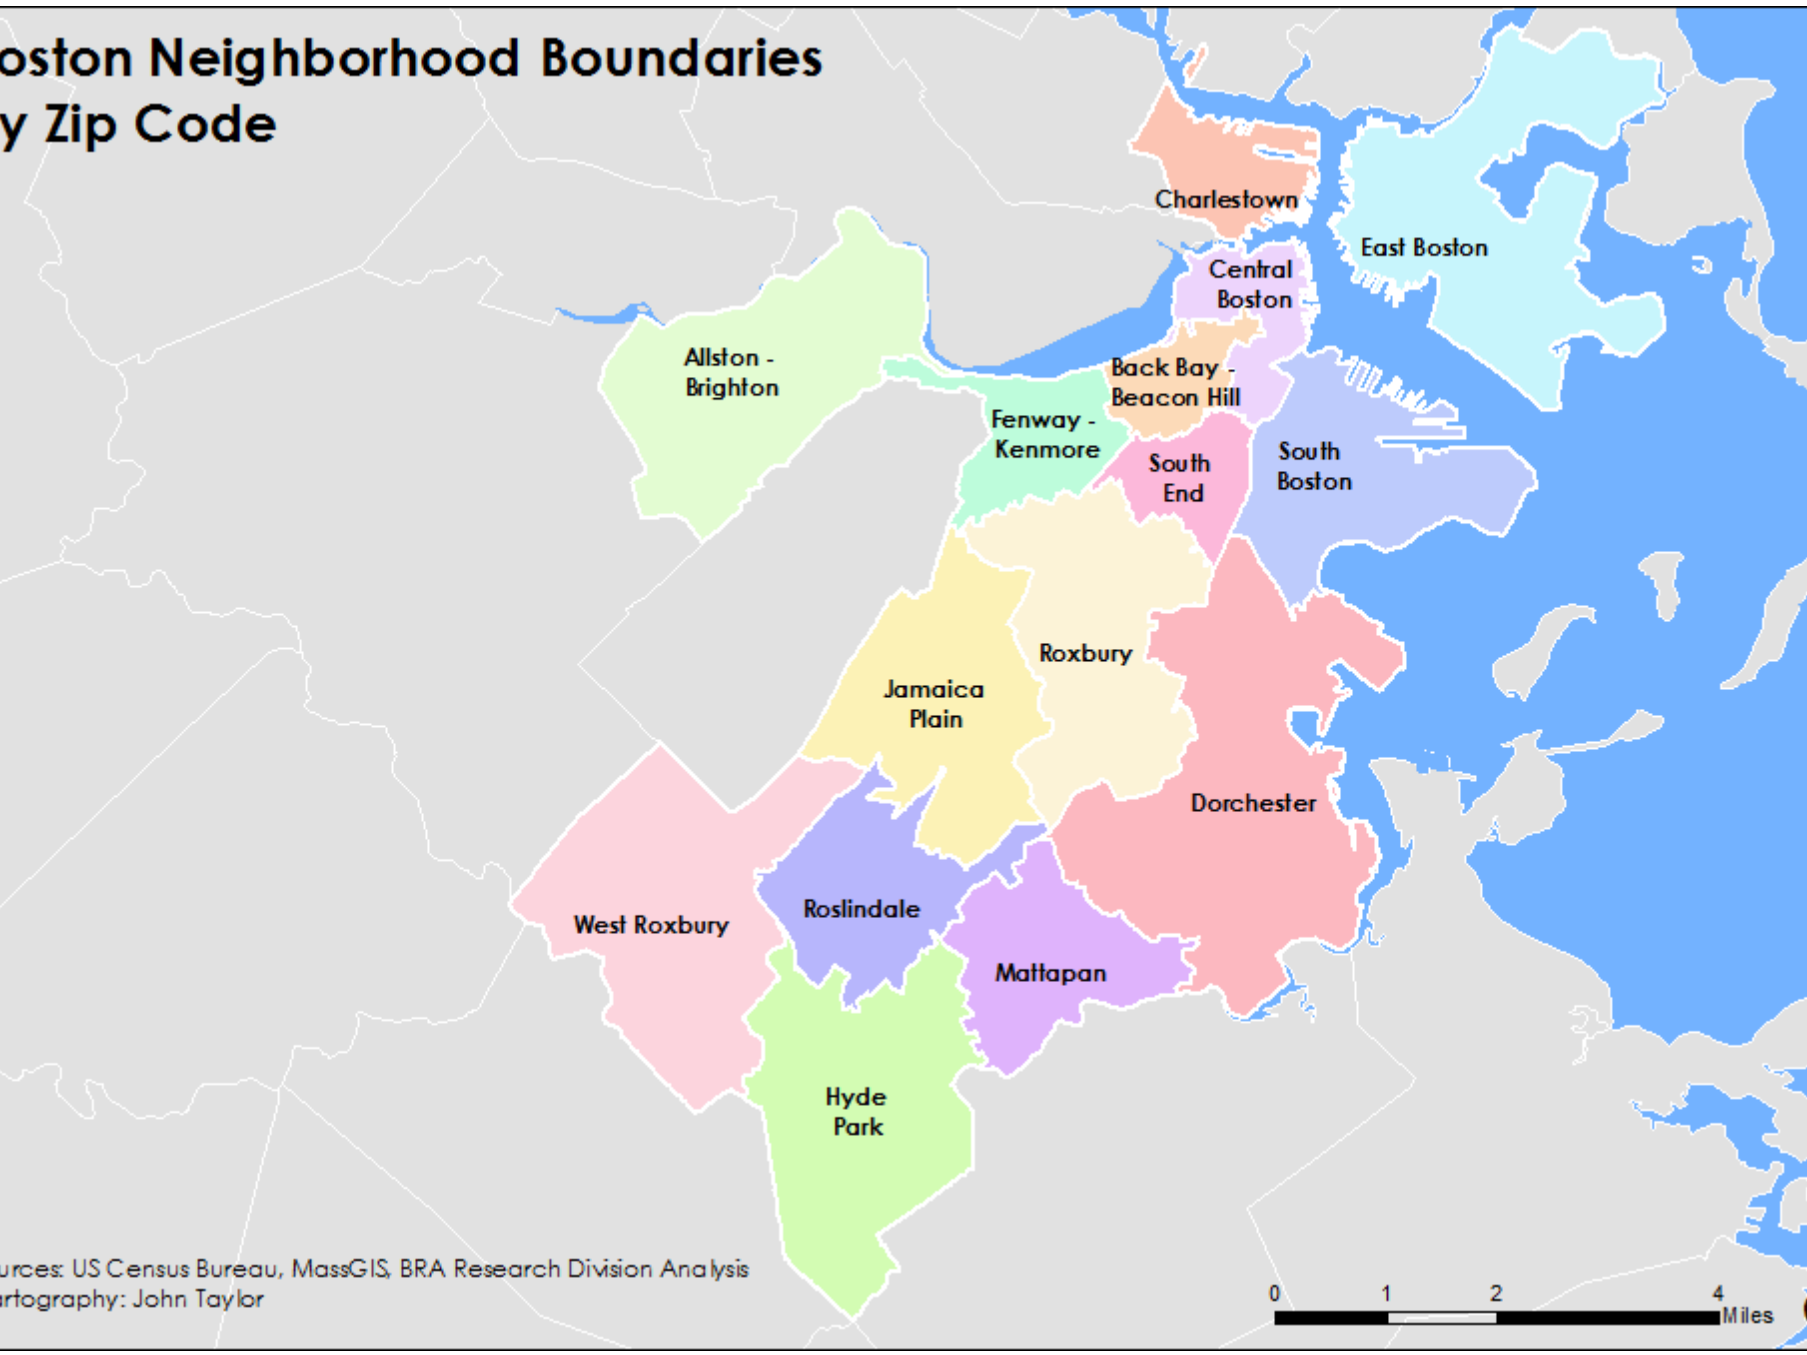 oston Neighborhood Boundaries
y Zip Code
Charlestown
East Boston
Central
Boston
Allston -
Brighton
Back Bay -
Beacon Hill
Fenway -
Kenmore
South
End
South
Boston
Roxbury
Jamaica
Plain
Dorchester
West Roxbury
Roslindale
Mattapan
Hyde
Park
urces: US Census Bureau, MassGIS, BRA Research Division Analysis
artography: John Taylor
0 1 2 4
Miles